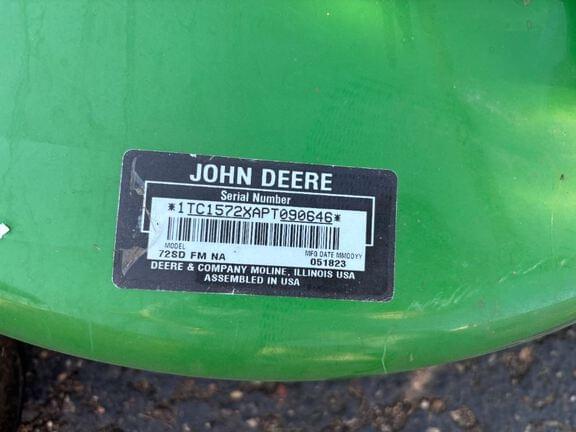 JOHN DEERE
Serial Number
*1TC1572XAPT090646*
MODEL MFG DATE MMDDYY
72SD FM NA 051823
DEERE & COMPANY MOLINE, ILLINOIS USA
ASSEMBLED IN USA